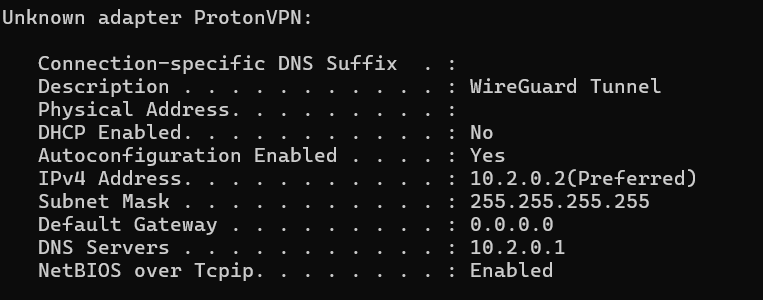 Unknown adapter ProtonVPN:
Connection-specific DNS Suffix  . :
Description . . . . . . . . . . . : WireGuard Tunnel
Physical Address. . . . . . . . . :
DHCP Enabled. . . . . . . . . . . : No
Autoconfiguration Enabled . . . . : Yes
IPv4 Address. . . . . . . . . . . : 10.2.0.2(Preferred)
Subnet Mask . . . . . . . . . . . : 255.255.255.255
Default Gateway . . . . . . . . . : 0.0.0.0
DNS Servers . . . . . . . . . . . : 10.2.0.1
NetBIOS over Tcpip. . . . . . . . : Enabled